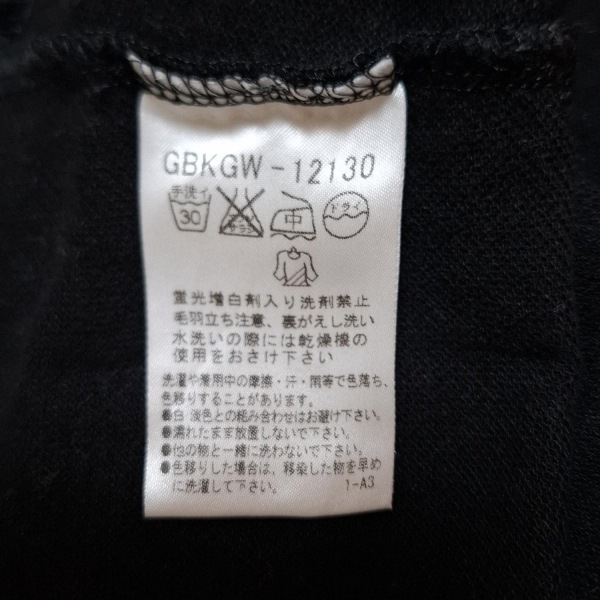 GBKGW-12130
手洗イ
30
エンソ
サラシ
中
ドライ
蛍光増白剤入り洗剤禁止
毛羽立ち注意、裏がえし洗い
水洗いの際には乾燥機の
使用をおさけ下さい
洗濯や着用中の摩擦・汗・雨等で色落ち、
色移りすることがあります。
●白・淡色との組み合わせはお避け下さい。
●濡れたまま放置しないで下さい。
●他の物と一緒に洗わないで下さい。
●色移りした場合は、移染した物を早め
に洗濯して下さい。
1-A3